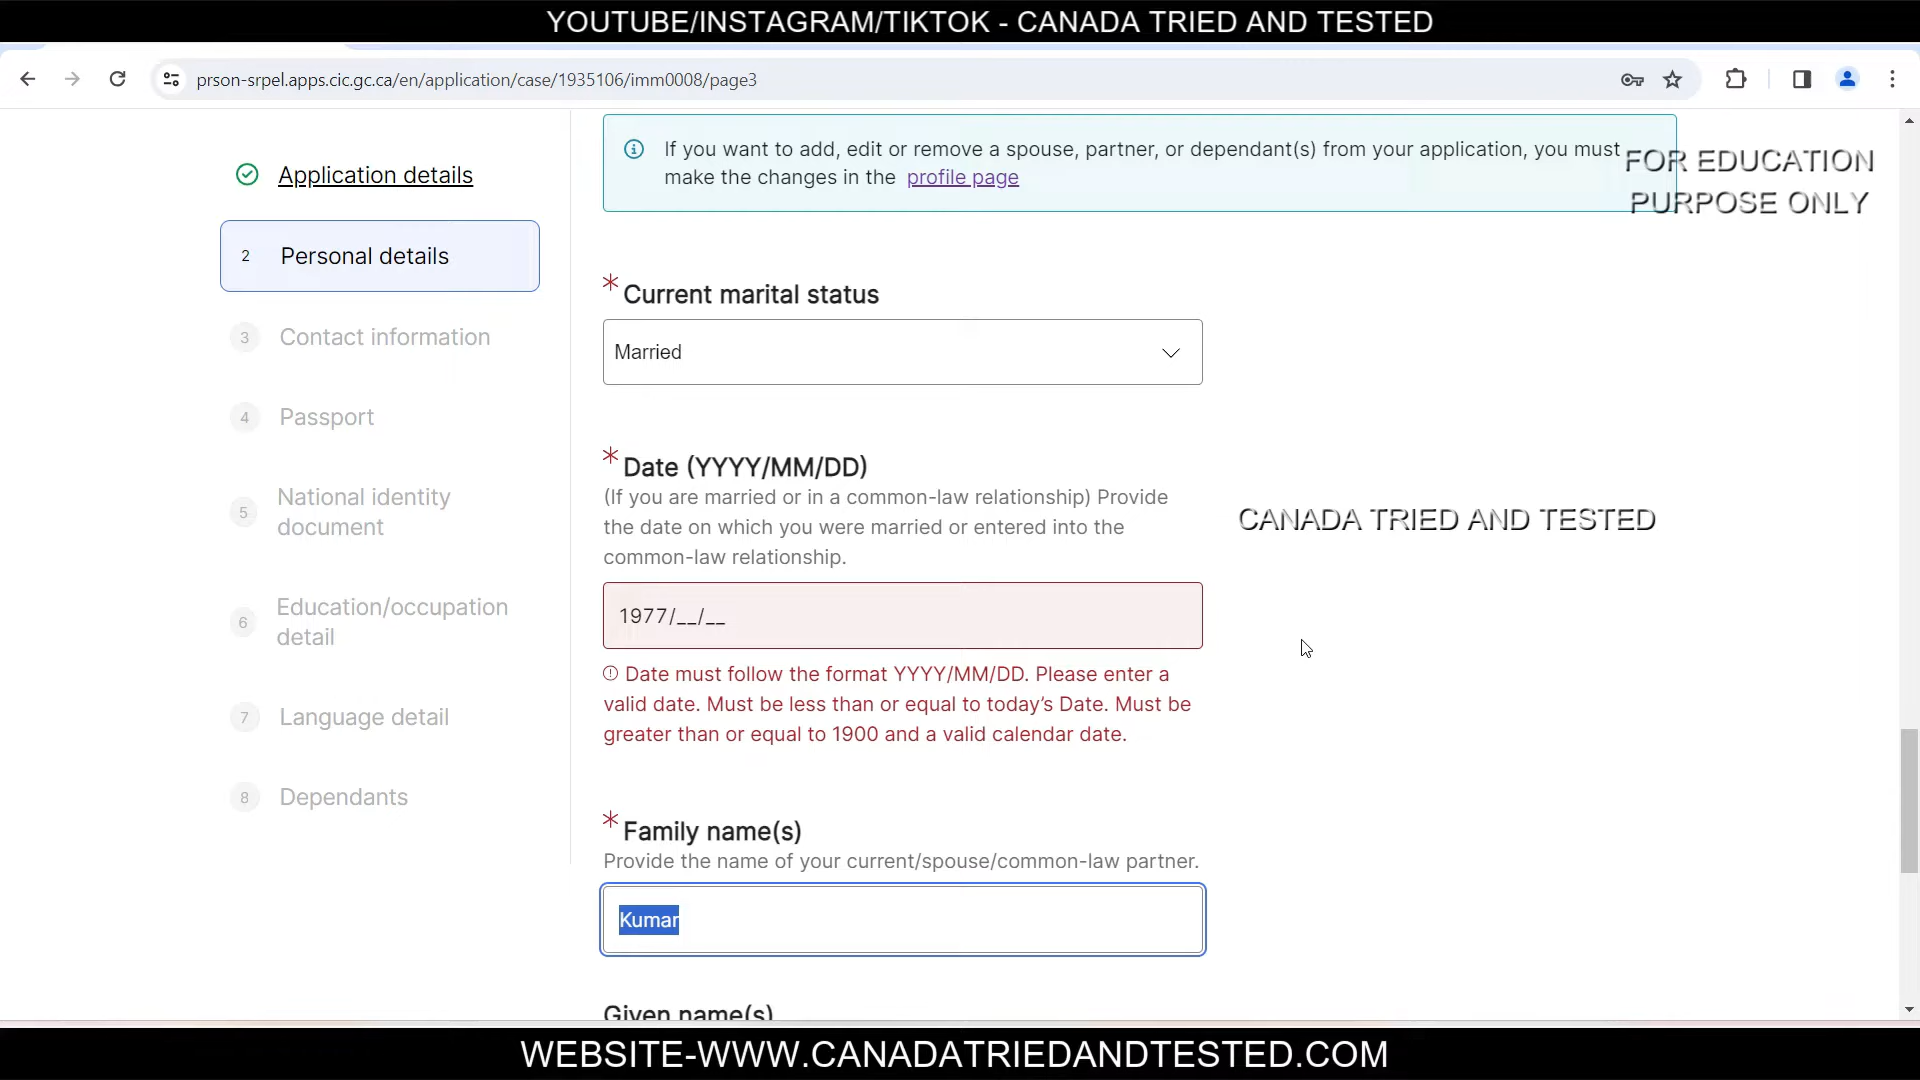 YOUTUBE/INSTAGRAM/TIKTOK - CANADA TRIED AND TESTED
prson-srpel.apps.cic.gc.ca/en/application/case/1935106/imm0008/page3
If you want to add, edit or remove a spouse, partner, or dependant(s) from your application, you must
make the changes in the profile page
FOR EDUCATION
PURPOSE ONLY
Application details
2 Personal details
3 Contact information
4 Passport
5 National identity
document
6 Education/occupation
detail
7 Language detail
8 Dependants
* Current marital status
Married
* Date (YYYY/MM/DD)
(If you are married or in a common-law relationship) Provide
the date on which you were married or entered into the
common-law relationship.
1977/__/__
Date must follow the format YYYY/MM/DD. Please enter a
valid date. Must be less than or equal to today's Date. Must be
greater than or equal to 1900 and a valid calendar date.
CANADA TRIED AND TESTED
* Family name(s)
Provide the name of your current/spouse/common-law partner.
Kumar
Given name(s)
WEBSITE-WWW.CANADATRIEDANDTESTED.COM